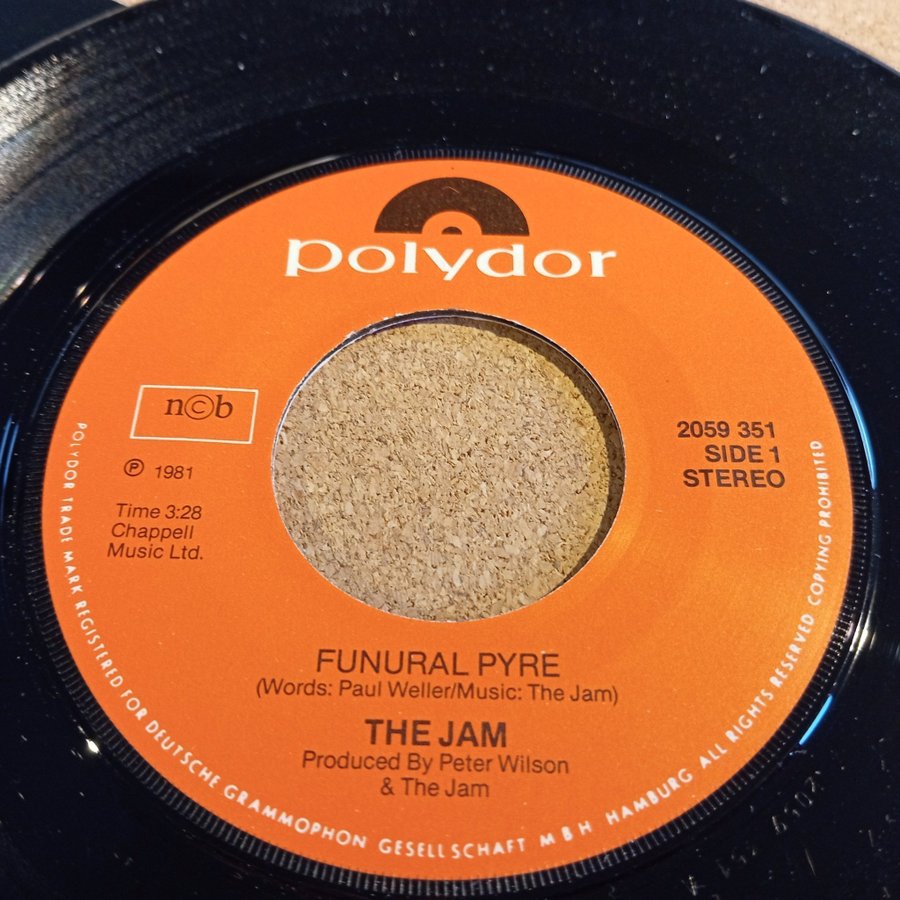 polydor
n©b
℗ 1981
Time 3:28
Chappell
Music Ltd.
2059 351
SIDE 1
STEREO
FUNURAL PYRE
(Words: Paul Weller/Music: The Jam)
THE JAM
Produced By Peter Wilson
& The Jam
POLYDOR TRADE MARK REGISTERED FOR DEUTSCHE GRAMMOPHON GESELLSCHAFT MBH HAMBURG ALL RIGHTS RESERVED COPYING PROHIBITED